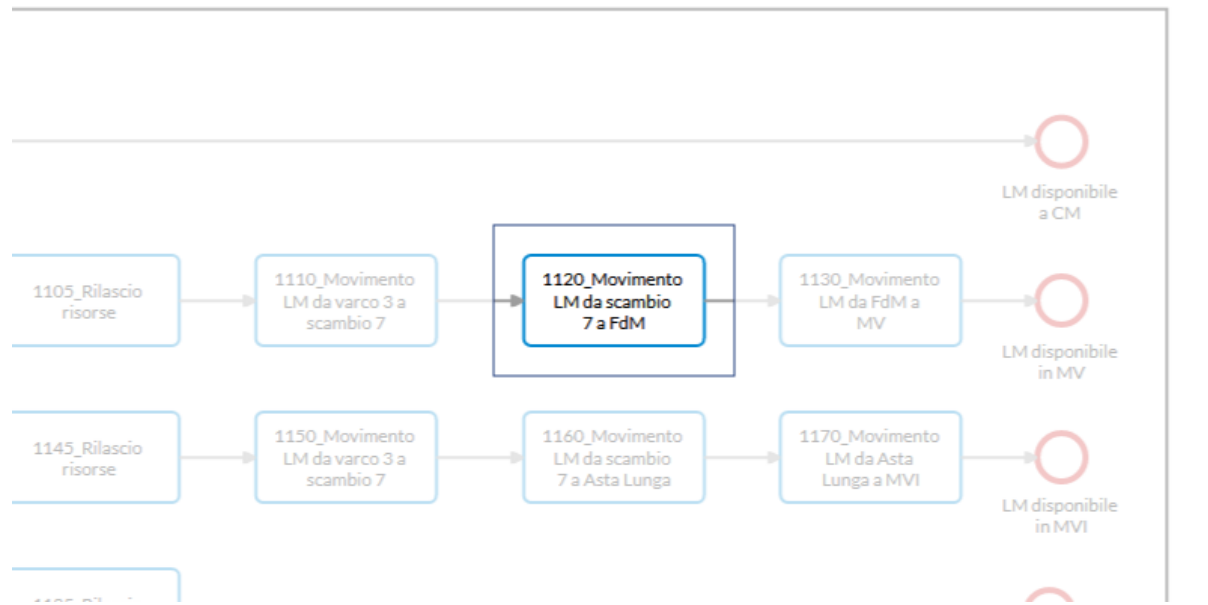 LM disponibile
a CM
1105_Rilascio
risorse
1110_Movimento
LM da varco 3 a
scambio 7
1120_Movimento
LM da scambio
7 a FdM
1130_Movimento
LM da FdM a
MV
LM disponibile
in MV
1145_Rilascio
risorse
1150_Movimento
LM da varco 3 a
scambio 7
1160_Movimento
LM da scambio
7 a Asta Lunga
1170_Movimento
LM da Asta
Lunga a MVI
LM disponibile
in MVI